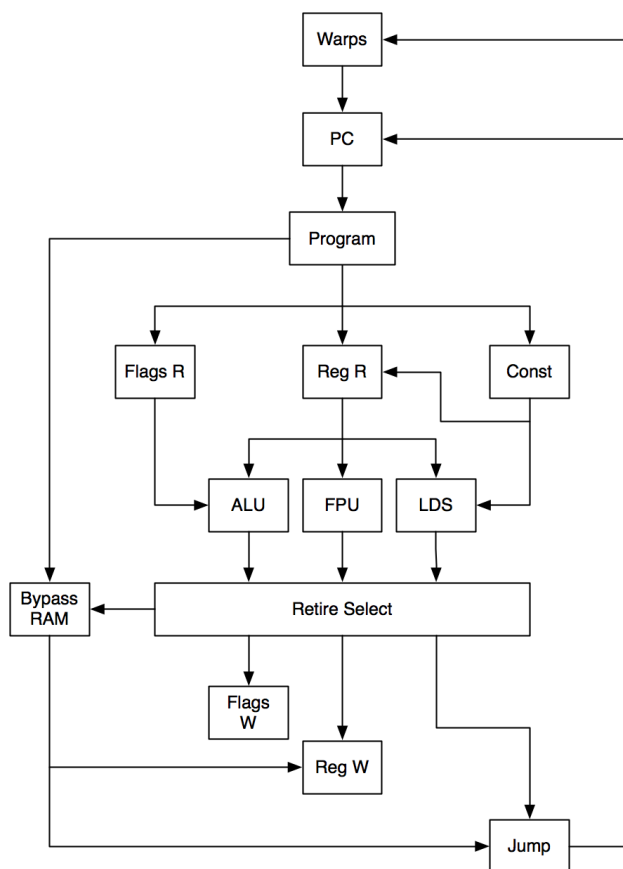 Warps
PC
Program
Flags R
Reg R
Const
ALU
FPU
LDS
Bypass
RAM
Retire Select
Flags
W
Reg W
Jump